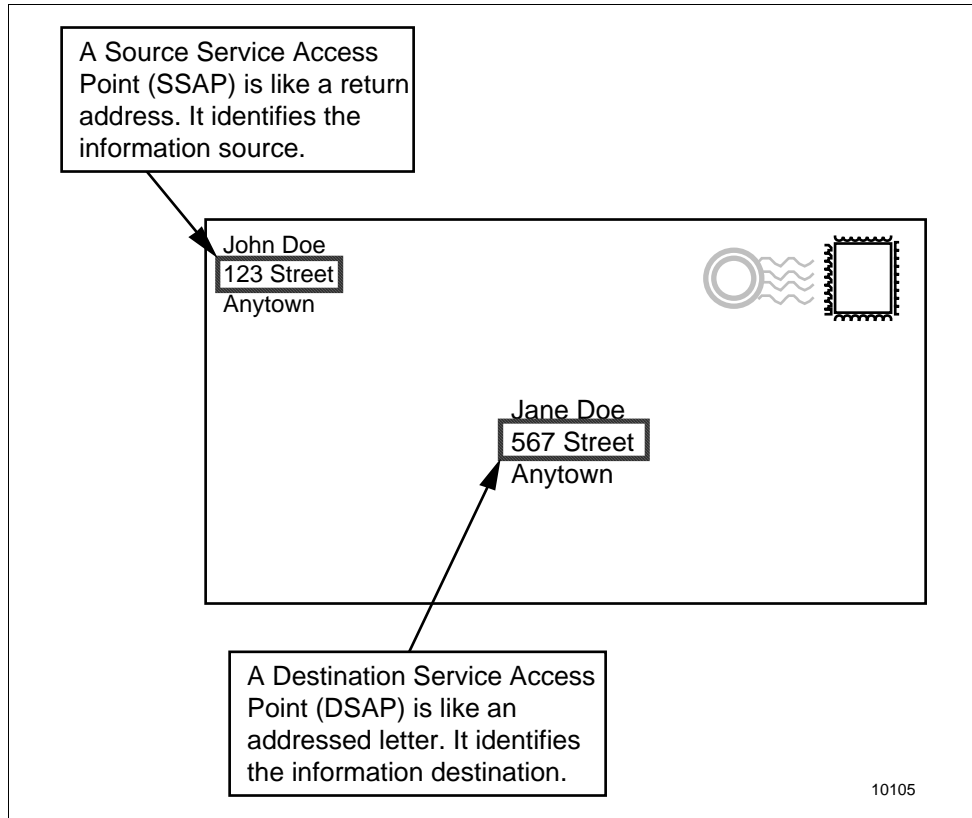 A Source Service Access
Point (SSAP) is like a return
address. It identifies the
information source.
John Doe
123 Street
Anytown
Jane Doe
567 Street
Anytown
A Destination Service Access
Point (DSAP) is like an
addressed letter. It identifies
the information destination.
10105